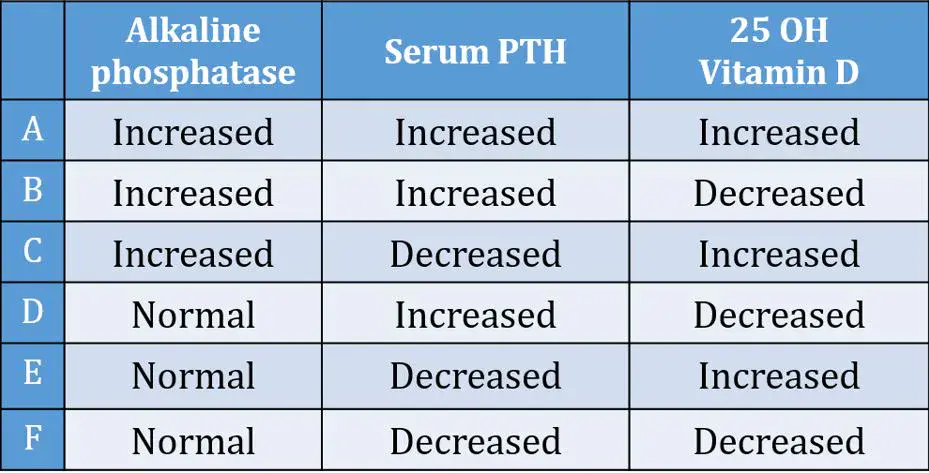 Alkaline phosphatase Serum PTH 25 OH Vitamin D
A Increased Increased Increased
B Increased Increased Decreased
C Increased Decreased Increased
D Normal Increased Decreased
E Normal Decreased Increased
F Normal Decreased Decreased